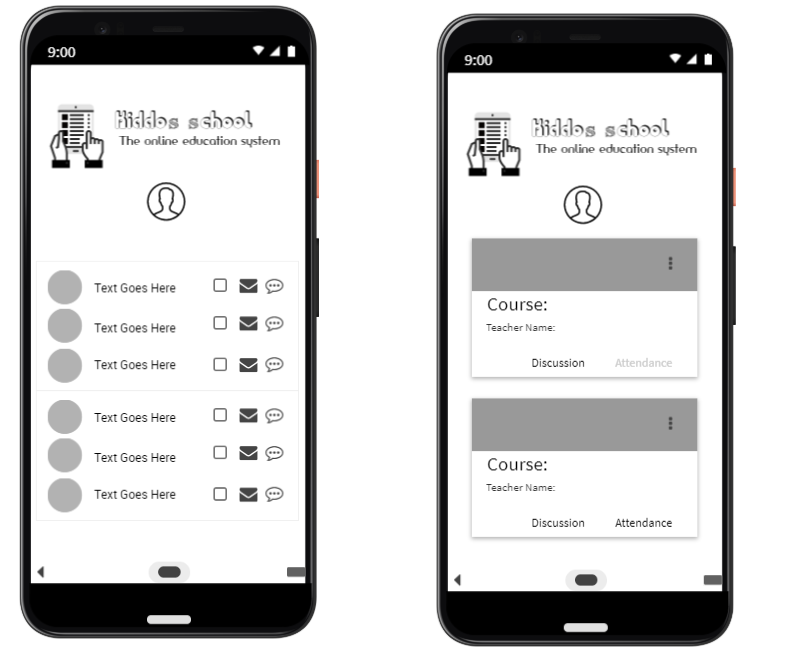 9:00
Kiddos school
The online education system
Text Goes Here
Text Goes Here
Text Goes Here
Text Goes Here
Text Goes Here
Text Goes Here
9:00
Kiddos school
The online education system
Course:
Teacher Name:
Discussion Attendance
Course:
Teacher Name:
Discussion Attendance